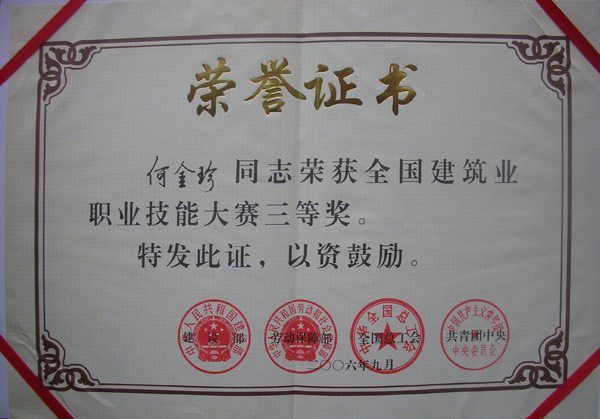 荣誉证书
何金珍 同志荣获全国建筑业
职业技能大赛三等奖。
特发此证，以资鼓励。
建设部 劳动保障部 全国总工会 共青团中央
二〇〇六年九月